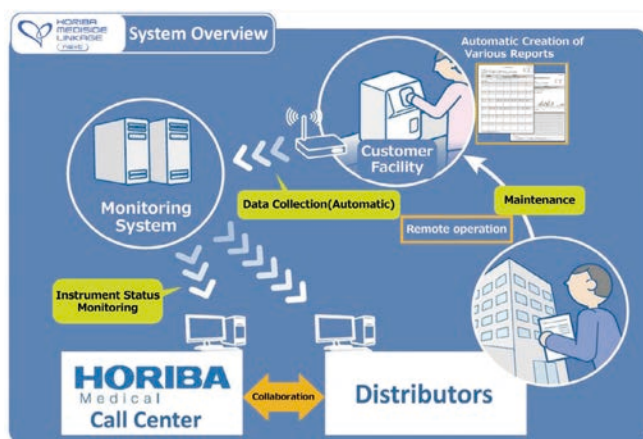 HORIBA
MEDISIDE
LINKAGE
next
System Overview
Automatic Creation of
Various Reports
Customer
Facility
Monitoring
System
Data Collection(Automatic)
Maintenance
Remote operation
Instrument Status
Monitoring
HORIBA
Medical
Call Center
Collaboration
Distributors